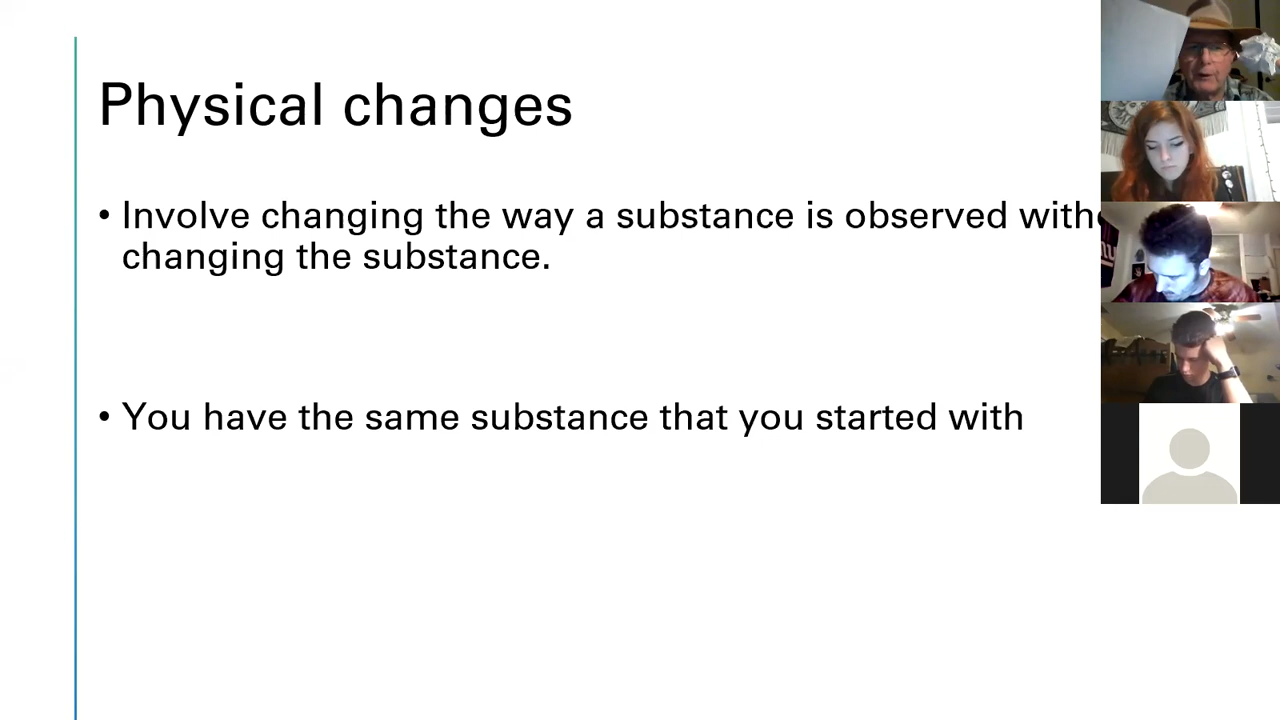 Physical changes
• Involve changing the way a substance is observed with
changing the substance.
• You have the same substance that you started with